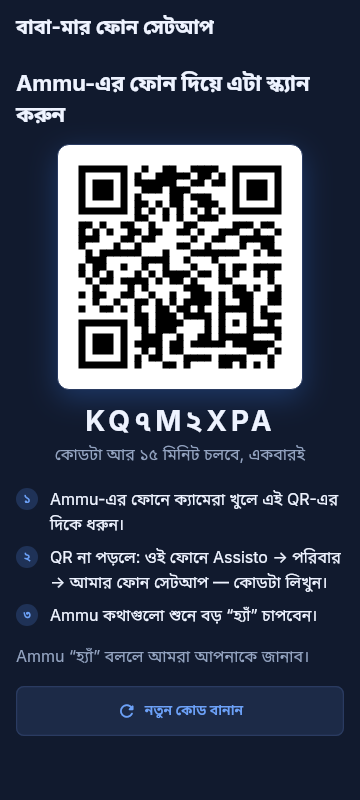 বাবা-মার ফোন সেটআপ
Ammu-এর ফোন দিয়ে এটা স্ক্যান
করুন
KQ৭M২XPA
কোডটা আর ১৫ মিনিট চলবে, একবারই
১ Ammu-এর ফোনে ক্যামেরা খুলে এই QR-এর
দিকে ধরুন।
২ QR না পড়লে: ওই ফোনে Assisto → পরিবার
→ আমার ফোন সেটআপ — কোডটা লিখুন।
৩ Ammu কথাগুলো শুনে বড় “হ্যাঁ” চাপবেন।
Ammu “হ্যাঁ” বললে আমরা আপনাকে জানাব।
নতুন কোড বানান